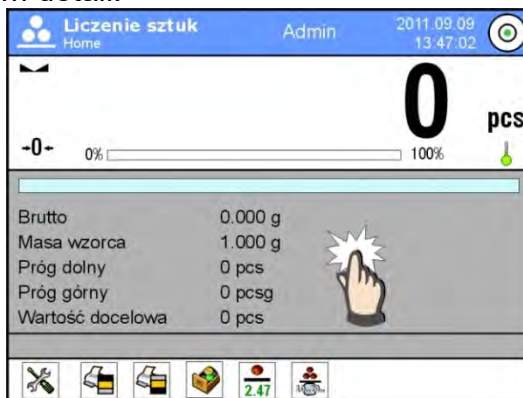 Liczenie sztuk Admin 2011.09.09
Home 13:47:02
0 pcs
→0←
0% 100%
Brutto 0.000 g
Masa wzorca 1.000 g
Próg dolny 0 pcs
Próg górny 0 pcsg
Wartość docelowa 0 pcs
2.47